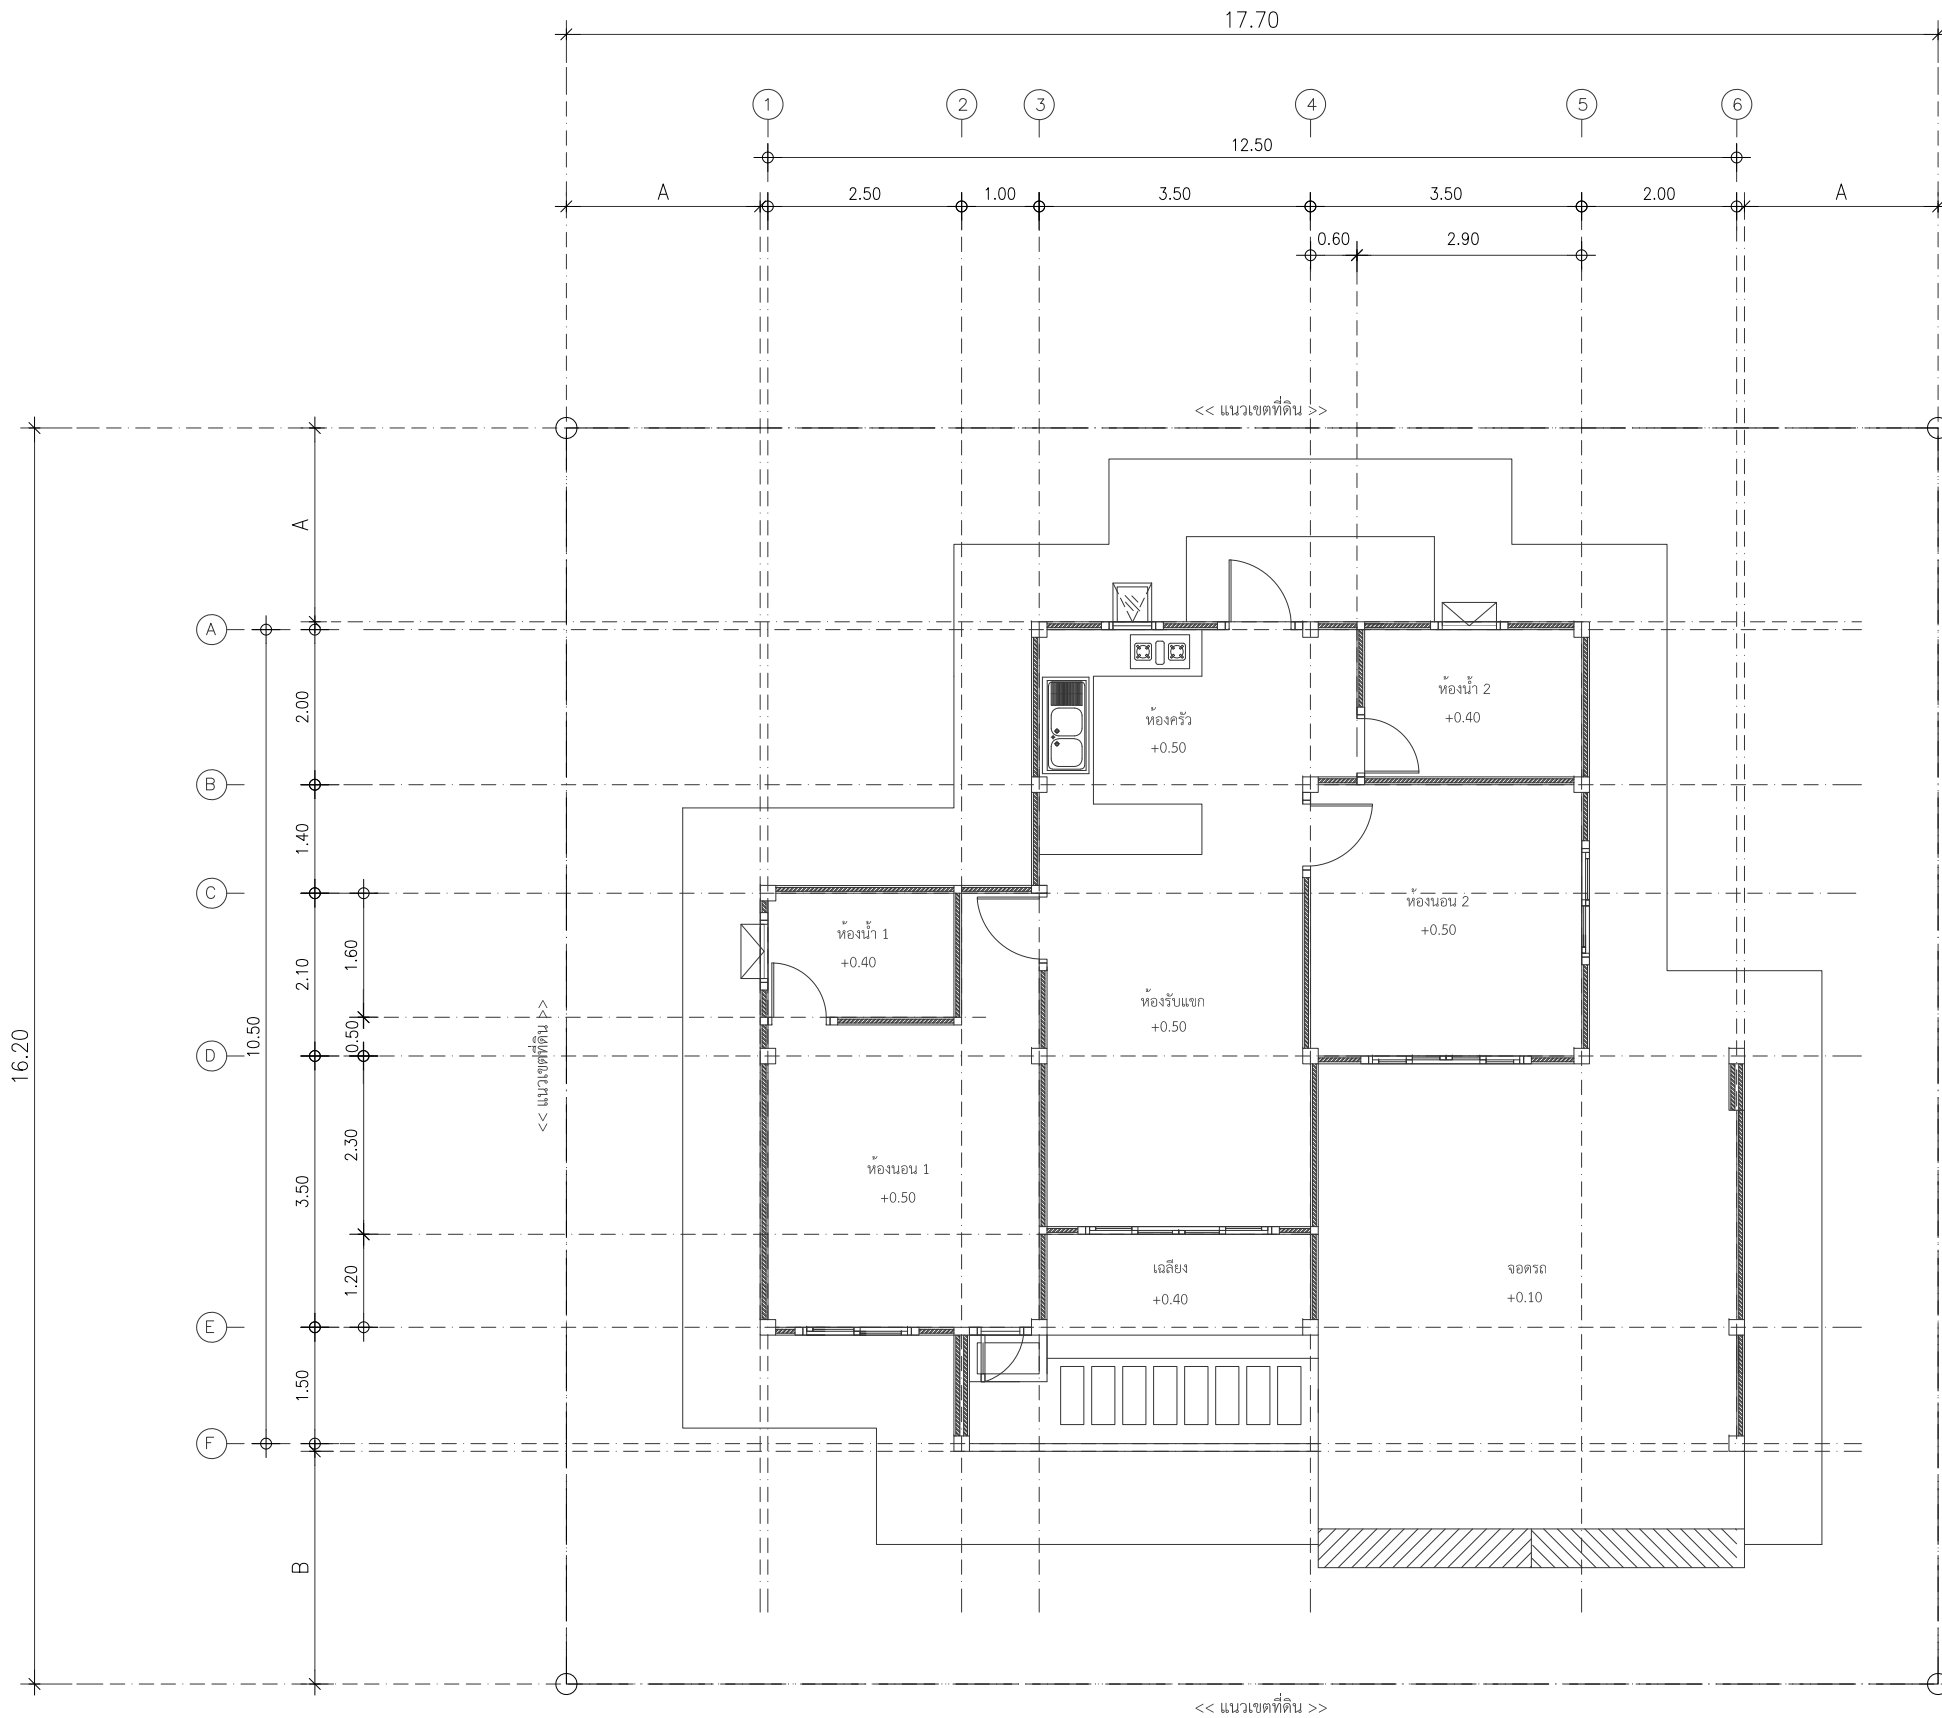 17.70
1 2 3 4 5 6
12.50
A 2.50 1.00 3.50 3.50 2.00 A
0.60 2.90
<< แนวเขตที่ดิน >>
A
A
ห้องน้ำ 2
+0.40
2.00
ห้องครัว
+0.50
B
1.40
C
ห้องนอน 2
+0.50
ห้องน้ำ 1
+0.40
1.60
2.10
ห้องรับแขก
+0.50
0.50
10.50
16.20
D
<< แนวเขตที่ดิน >>
2.30
3.50
ห้องนอน 1
+0.50
1.20
เฉลียง
+0.40
จอดรถ
+0.10
E
1.50
F
B
<< แนวเขตที่ดิน >>